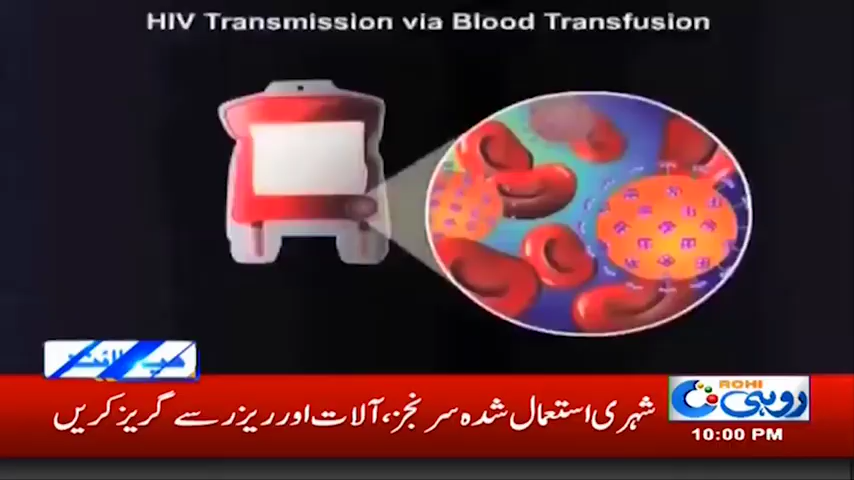 HIV Transmission via Blood Transfusion
شہری استعمال شدہ سرنجز، آلات اور ریزر سے گریز کریں
ROHI
روہی
10:00 PM